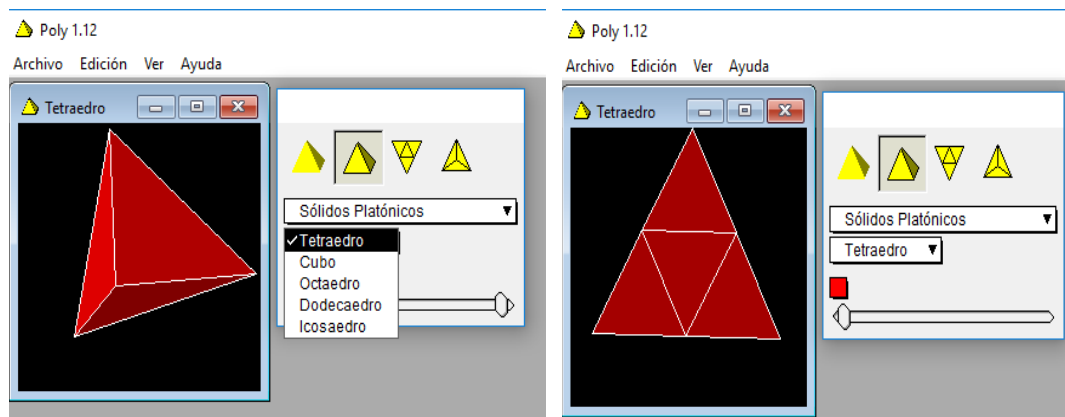 Poly 1.12
Archivo Edición Ver Ayuda
Tetraedro
Sólidos Platónicos
Tetraedro
Cubo
Octaedro
Dodecaedro
Icosaedro
Poly 1.12
Archivo Edición Ver Ayuda
Tetraedro
Sólidos Platónicos
Tetraedro